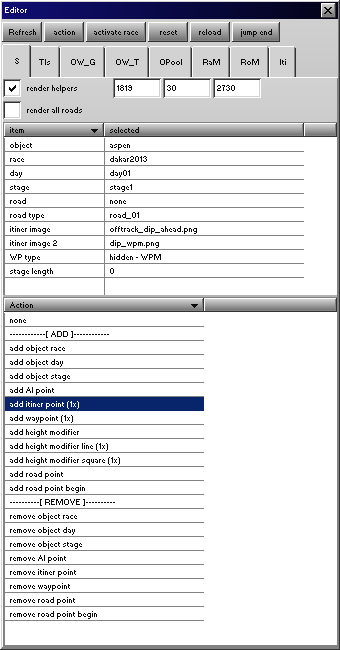 Editor
Refresh action activate race reset reload jump end
S TIs OW_G OW_T OPool RaM RoM Iti
render helpers 1819 30 2730
render all roads
item selected
object aspen
race dakar2013
day day01
stage stage1
road none
road type road_01
itiner image offtrack_dip_ahead.png
itiner image 2 dip_wpm.png
WP type hidden - WPM
stage length 0
Action
none
------------[ ADD ]------------
add object race
add object day
add object stage
add AI point
add itiner point (1x)
add waypoint (1x)
add height modifier
add height modifier line (1x)
add height modifier square (1x)
add road point
add road point begin
----------[ REMOVE ]----------
remove object race
remove object day
remove object stage
remove AI point
remove itiner point
remove waypoint
remove road point
remove road point begin